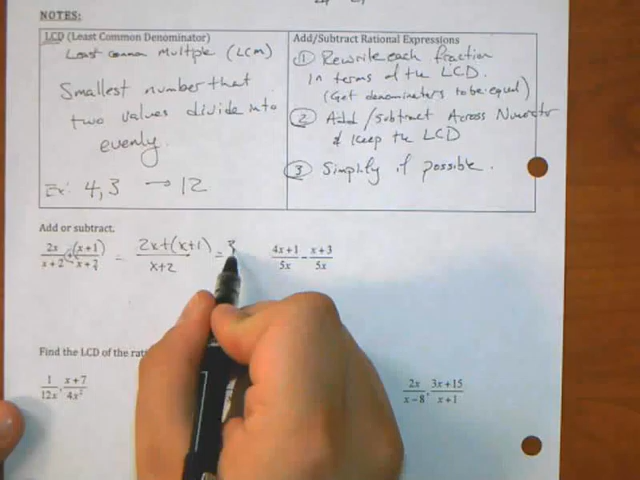 NOTES:
LCD (Least Common Denominator)
Least Common Multiple (LCM)
Smallest number that
two values divide into
evenly.
Ex: 4, 3 → 12
Add/Subtract Rational Expressions
① Rewrite each fraction
in terms of the LCD.
(Get denominators to be equal)
② Add/Subtract Across Numerator
& Keep the LCD
③ Simplify if possible.
Add or subtract.
2x/(x+2) + (x+1)/(x+2) = 2x+(x+1)/(x+2) = 3
(4x+1)/5x − (x+3)/5x
Find the LCD of the
1/12x, (x+7)/4x²
2x/(x−8), (3x+15)/(x+1)